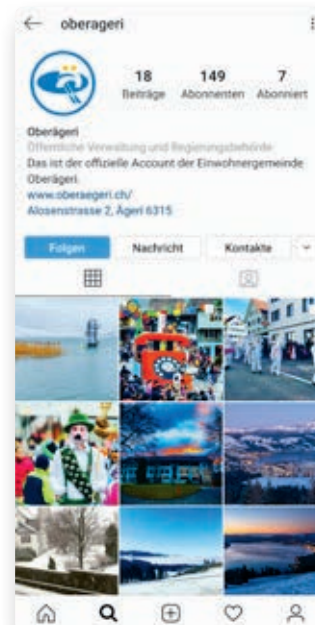 oberageri
18 149 7
Beiträge Abonnenten Abonniert
Oberägeri
Öffentliche Verwaltung und Regierungsbehörde
Das ist der offizielle Account der Einwohnergemeinde
Oberägeri.
www.oberaegeri.ch/
Alosenstrasse 2, Ägeri 6315
Folgen Nachricht Kontakte